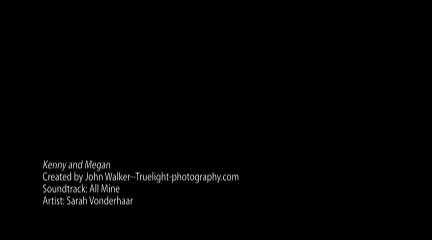 Kenny and Megan
Created by John Walker--Truelight-photography.com
Soundtrack: All Mine
Artist: Sarah Vonderhaar